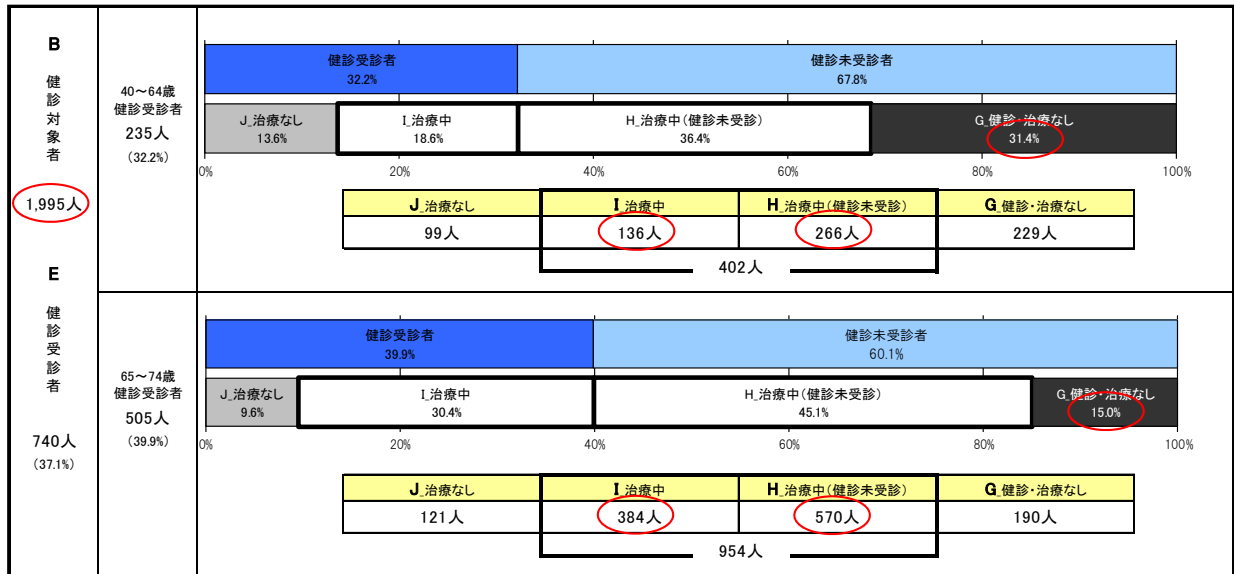 B
健診対象者
1,995人
E
健診受診者
740人
(37.1%)
40～64歳
健診受診者
235人
(32.2%)
健診受診者
32.2%
健診未受診者
67.8%
J_治療なし
13.6%
I_治療中
18.6%
H_治療中(健診未受診)
36.4%
G_健診・治療なし
31.4%
0% 20% 40% 60% 80% 100%
J_治療なし I_治療中 H_治療中(健診未受診) G_健診・治療なし
99人 136人 266人 229人
402人
65～74歳
健診受診者
505人
(39.9%)
健診受診者
39.9%
健診未受診者
60.1%
J_治療なし
9.6%
I_治療中
30.4%
H_治療中(健診未受診)
45.1%
G_健診・治療なし
15.0%
0% 20% 40% 60% 80% 100%
J_治療なし I_治療中 H_治療中(健診未受診) G_健診・治療なし
121人 384人 570人 190人
954人